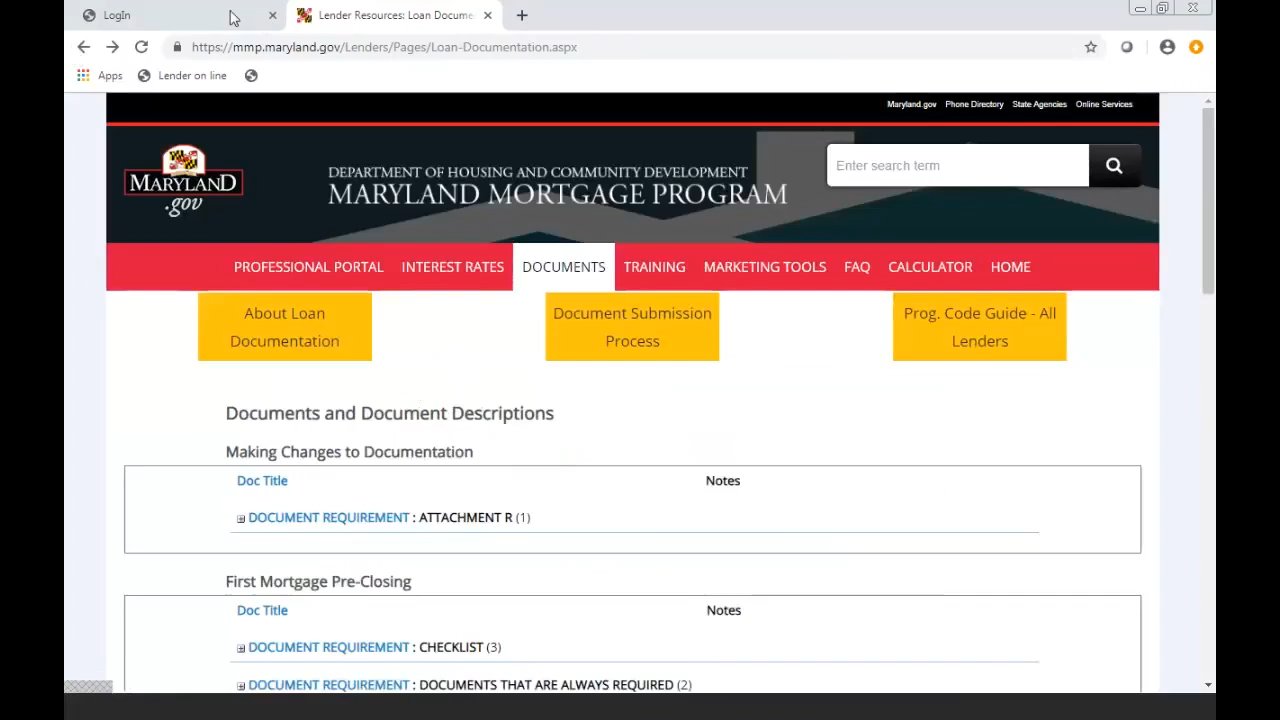 LogIn
Lender Resources: Loan Docume
https://mmp.maryland.gov/Lenders/Pages/Loan-Documentation.aspx
Apps
Lender on line
Maryland.gov Phone Directory State Agencies Online Services
MARYLAND
.gov
DEPARTMENT OF HOUSING AND COMMUNITY DEVELOPMENT
MARYLAND MORTGAGE PROGRAM
Enter search term
PROFESSIONAL PORTAL INTEREST RATES DOCUMENTS TRAINING MARKETING TOOLS FAQ CALCULATOR HOME
About Loan
Documentation
Document Submission
Process
Prog. Code Guide - All
Lenders
Documents and Document Descriptions
Making Changes to Documentation
Doc Title Notes
DOCUMENT REQUIREMENT : ATTACHMENT R (1)
First Mortgage Pre-Closing
Doc Title Notes
DOCUMENT REQUIREMENT : CHECKLIST (3)
DOCUMENT REQUIREMENT : DOCUMENTS THAT ARE ALWAYS REQUIRED (2)